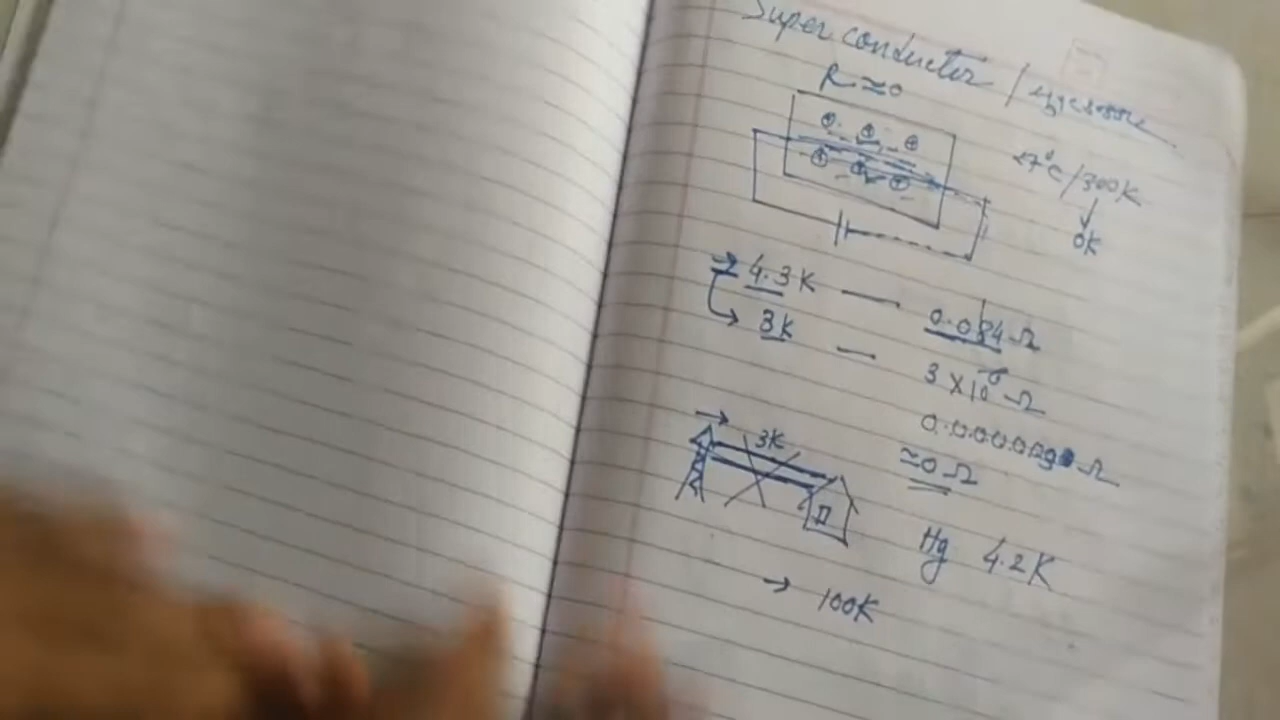 Super conductor /
R ≈ 0
27°C/300K
↓
0K
→ 4.3K — 0.084 Ω
→ 3K — 3 × 10⁻⁶ Ω
≈0 Ω
3K
Hg 4.2K
→ 100K